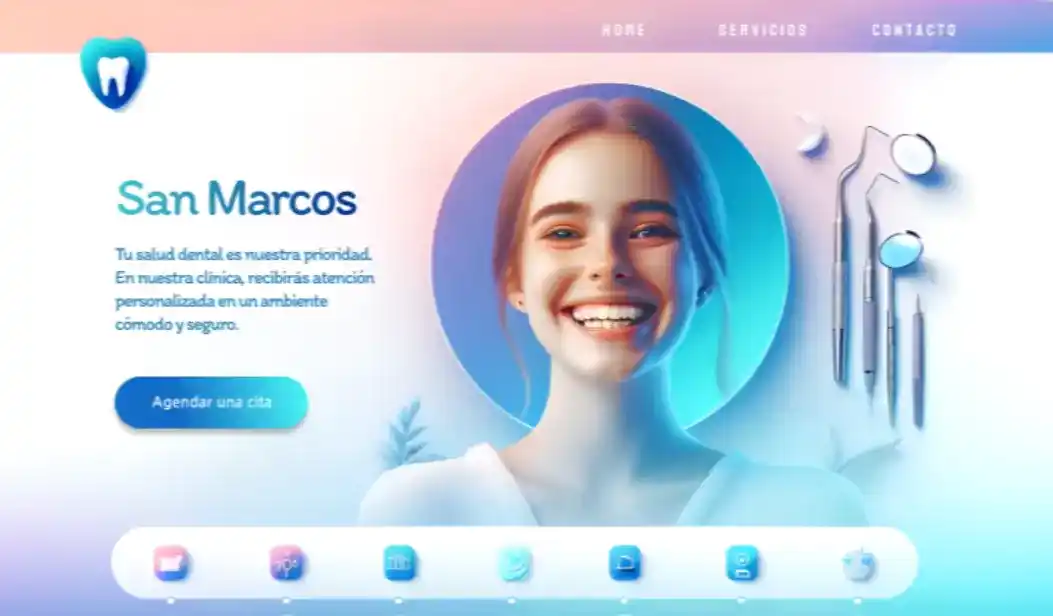 HOME
SERVICIOS
CONTACTO
San Marcos
Tu salud dental es nuestra prioridad.
En nuestra clínica, recibirás atención
personalizada en un ambiente
cómodo y seguro.
Agendar una cita